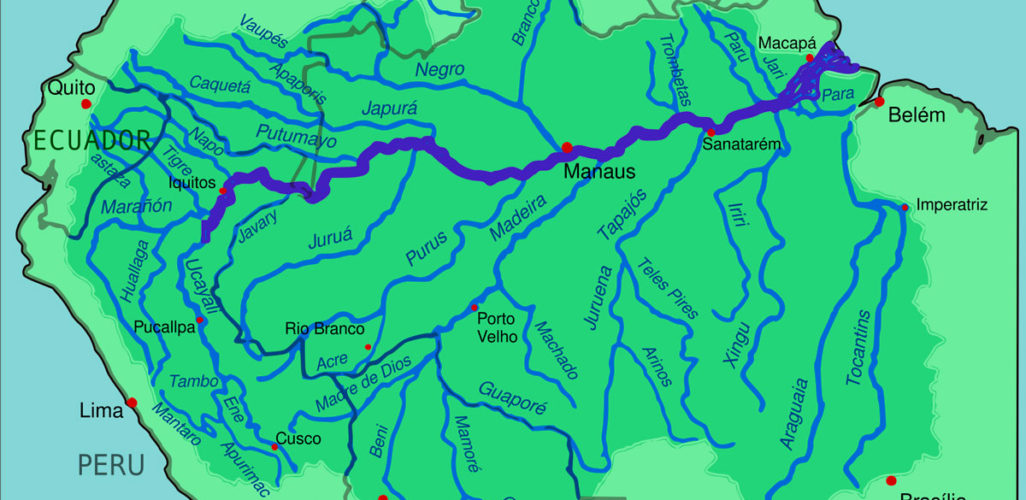 Vaupés
Branco
Trombetas
Paru
Jari
Macapá
Negro
Apaporis
Caquetá
Japurá
Quito
Para
Belém
ECUADOR
Putumayo
Napo
Tigre
astaza
Sanatarém
Manaus
Iquitos
Marañón
Javary
Juruá
Purus
Madeira
Tapajós
Iriri
Imperatriz
Huallaga
Ucayali
Pucallpa
Rio Branco
Porto
Velho
Juruena
Teles Pires
Xingu
Machado
Acre
Madre de Dios
Arinos
Tocantins
Araguaia
Tambo
Ene
Guaporé
Lima
Mantaro
Cusco
Apurimac
Beni
Mamoré
PERU
Brasília